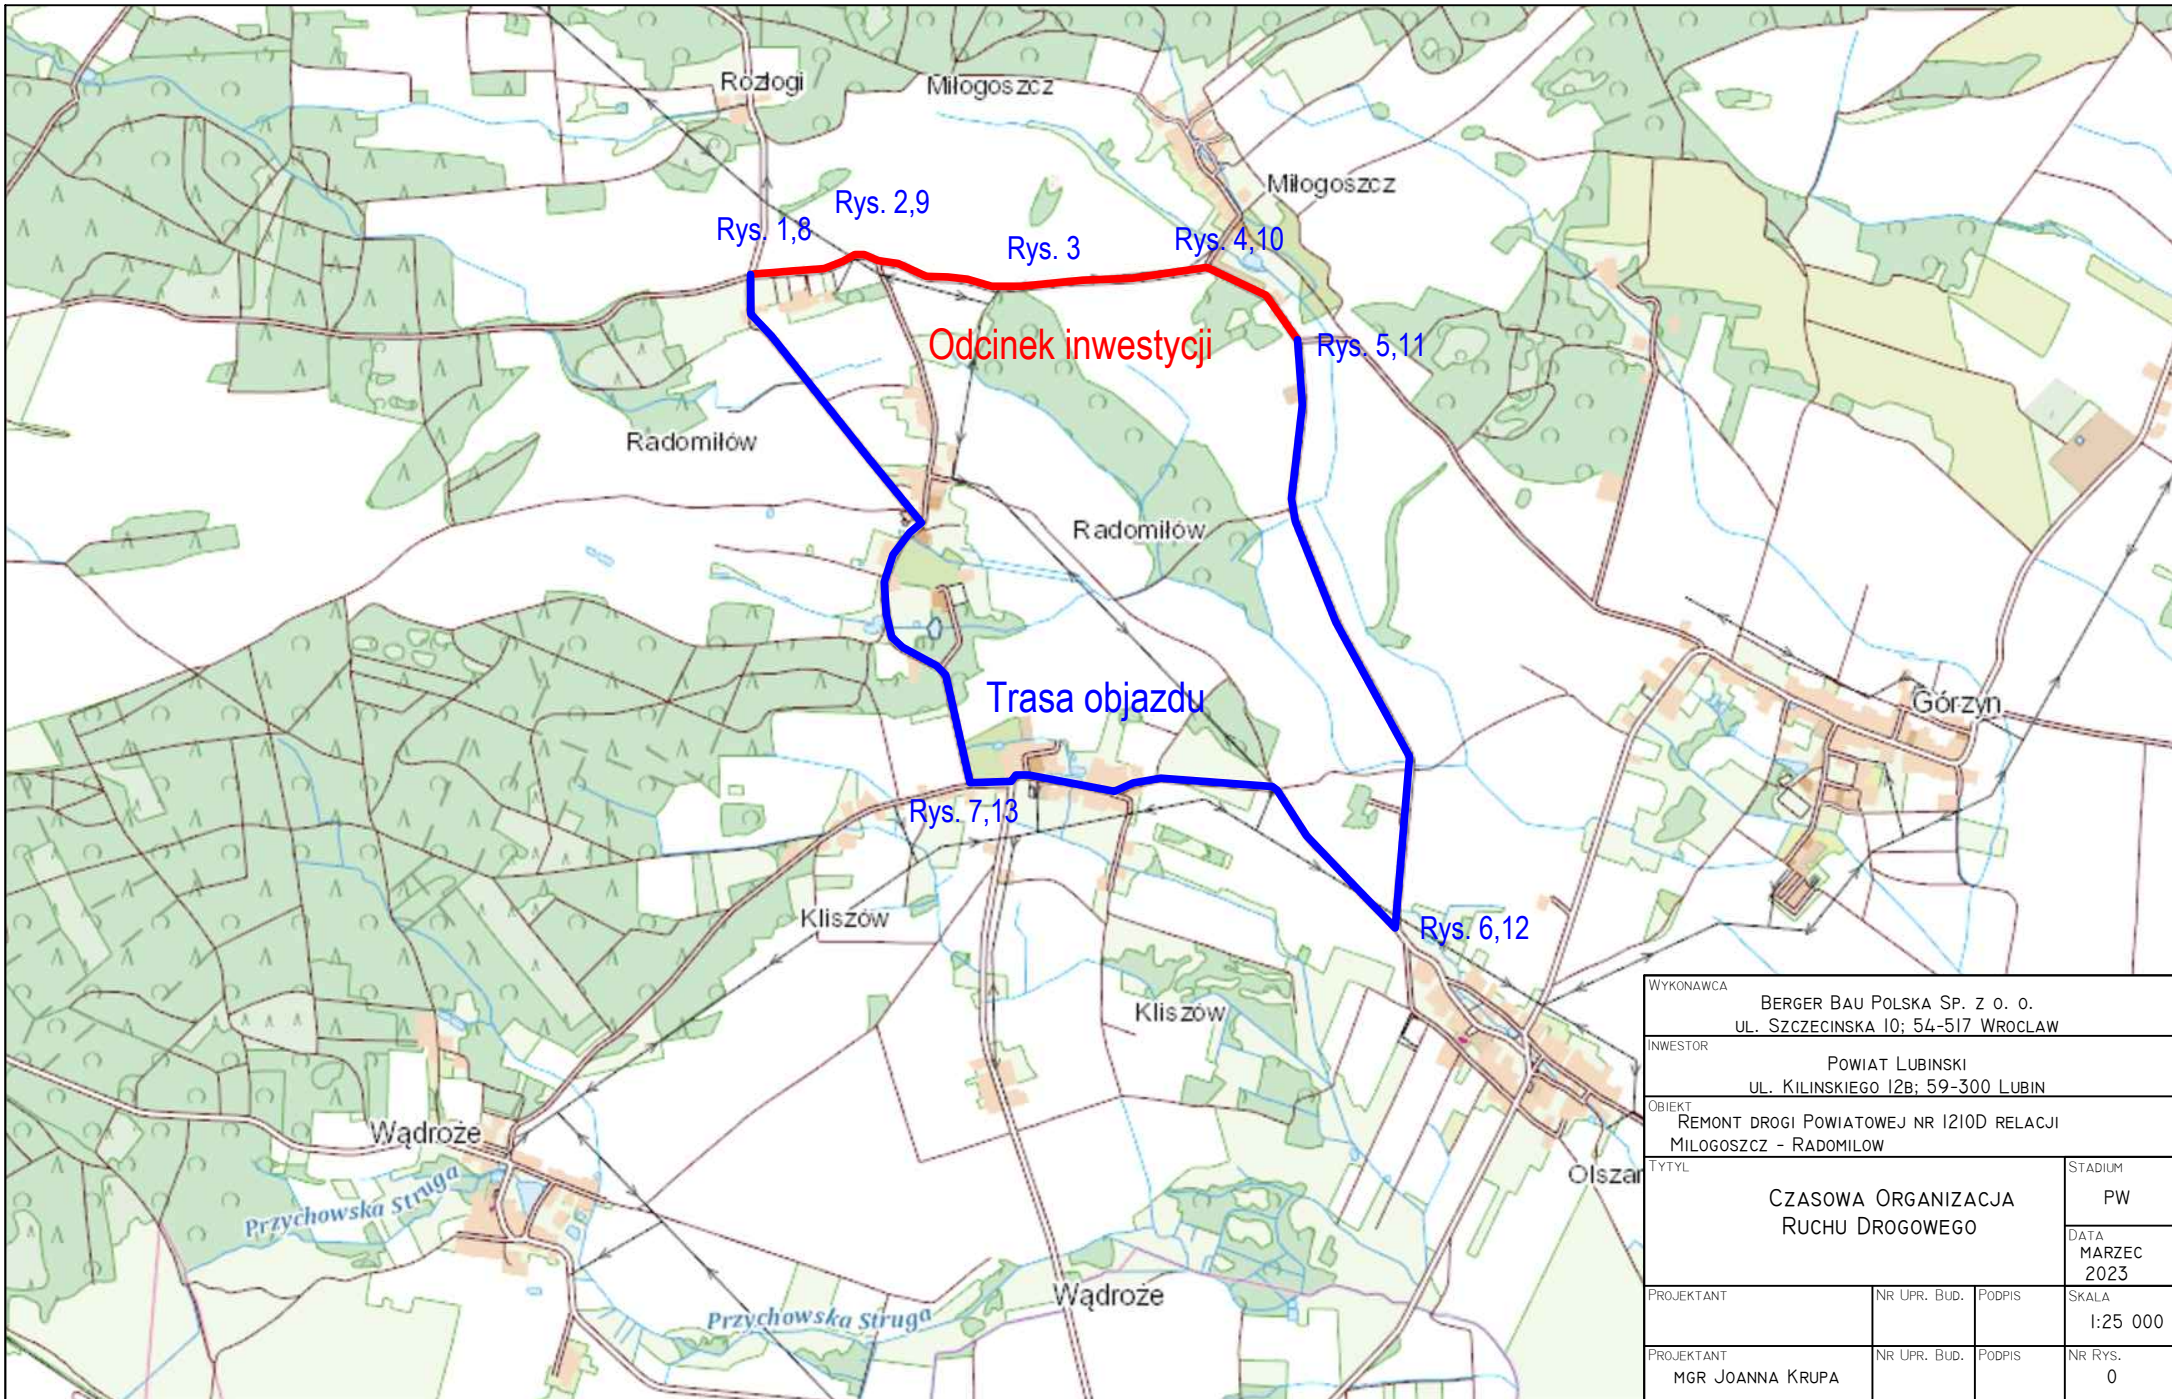 Rozłogi
Miłogoszcz
Miłogoszcz
Rys. 2,9
Rys. 1,8
Rys. 3
Rys. 4,10
Odcinek inwestycji
Rys. 5,11
Radomiłów
Radomiłów
Trasa objazdu
Górzyn
Rys. 7,13
Kliszów
Rys. 6,12
Kliszów
Wądroże
Olszan
Przychowska Struga
Wądroże
Przychowska Struga
WYKONAWCA
BERGER BAU POLSKA SP. Z O. O.
UL. SZCZECINSKA 10; 54-517 WROCLAW
INWESTOR
POWIAT LUBINSKI
UL. KILINSKIEGO 12B; 59-300 LUBIN
OBIEKT
REMONT DROGI POWIATOWEJ NR 1210D RELACJI
MILOGOSZCZ - RADOMILOW
TYTYL
CZASOWA ORGANIZACJA
RUCHU DROGOWEGO
STADIUM
PW
DATA
MARZEC
2023
PROJEKTANT
NR UPR. BUD.
PODPIS
SKALA
1:25 000
PROJEKTANT
MGR JOANNA KRUPA
NR UPR. BUD.
PODPIS
NR RYS.
0